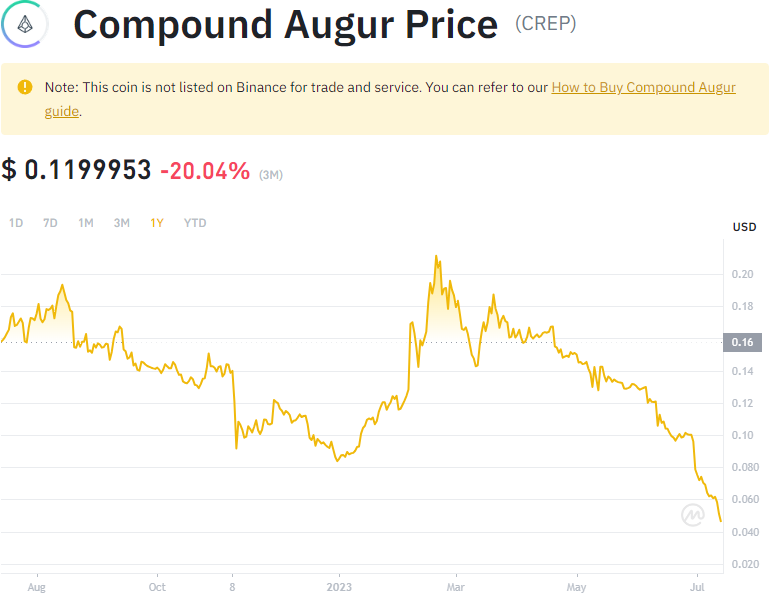 Compound Augur Price (CREP)
Note: This coin is not listed on Binance for trade and service. You can refer to our How to Buy Compound Augur
guide.
$ 0.1199953 -20.04% (3M)
1D 7D 1M 3M 1Y YTD
USD
0.20
0.18
0.16
0.14
0.12
0.10
0.080
0.060
0.040
0.020
Aug Oct 8 2023 Mar May Jul